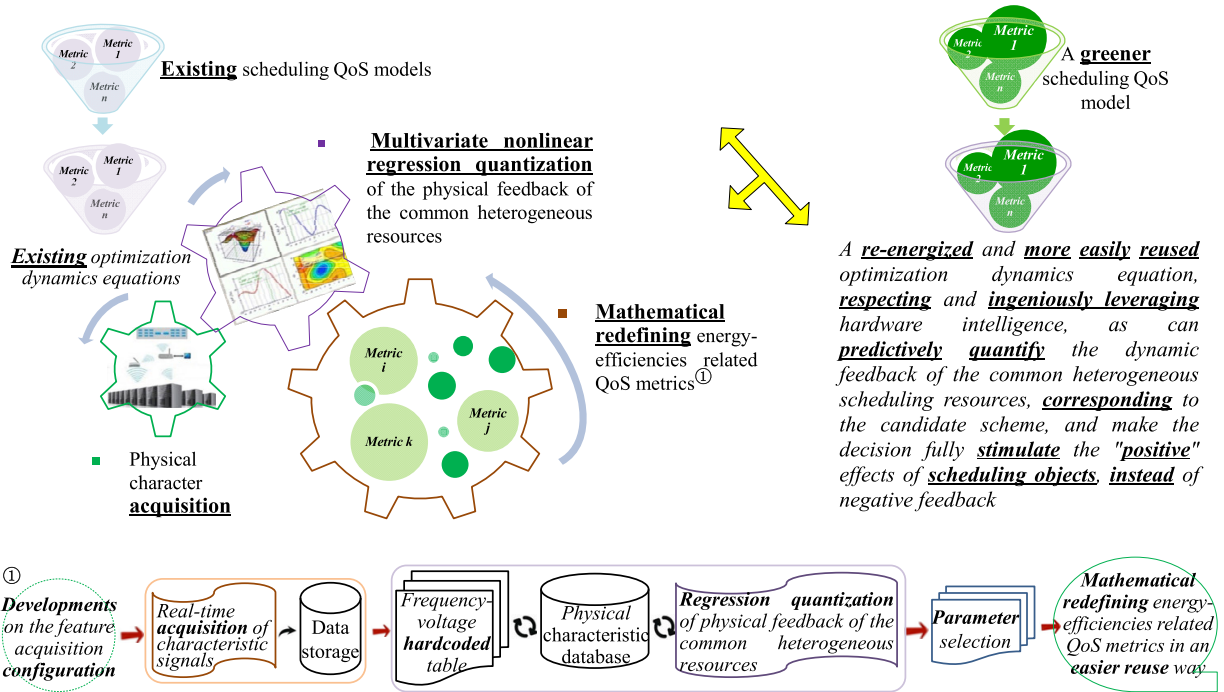 Metric
1
Metric
2
Metric
n
Existing scheduling QoS models
Metric
1
Metric
2
Metric
n
Existing optimization
dynamics equations
Multivariate nonlinear
regression quantization
of the physical feedback of
the common heterogeneous
resources
Physical
character
acquisition
Metric
i
Metric
j
Metric k
Mathematical
redefining energy-
efficiencies related
QoS metrics①
Metric
1
Metric
2
Metric
n
A greener
scheduling QoS
model
Metric
1
Metric
2
Metric
n
A re-energized and more easily reused
optimization dynamics equation,
respecting and ingeniously leveraging
hardware intelligence, as can
predictively quantify the dynamic
feedback of the common heterogeneous
scheduling resources, corresponding to
the candidate scheme, and make the
decision fully stimulate the "positive"
effects of scheduling objects, instead of
negative feedback
①
Developments
on the feature
acquisition
configuration
Real-time
acquisition of
characteristic
signals
Data
storage
Frequency-
voltage
hardcoded
table
Physical
characteristic
database
Regression quantization
of physical feedback of the
common heterogeneous
resources
Parameter
selection
Mathematical
redefining energy-
efficiencies related
QoS metrics in an
easier reuse way